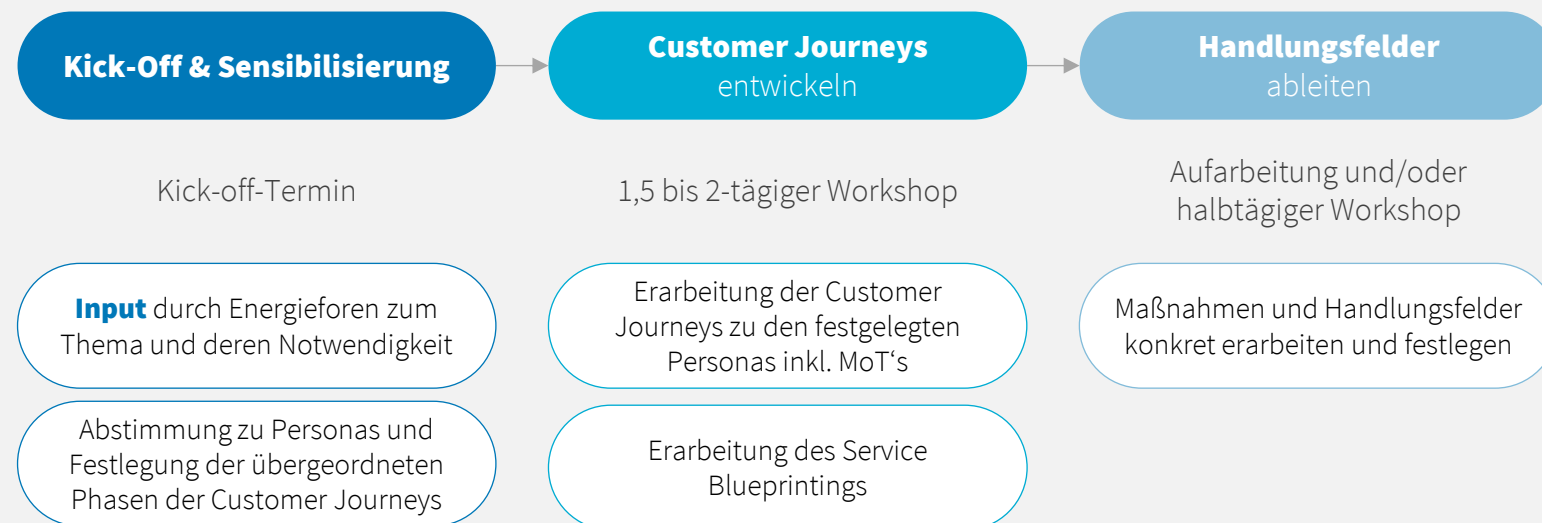 Kick-Off & Sensibilisierung
Customer Journeys
entwickeln
Handlungsfelder
ableiten
Kick-off-Termin
1,5 bis 2-tägiger Workshop
Aufarbeitung und/oder
halbtägiger Workshop
Input durch Energieforen zum
Thema und deren Notwendigkeit
Erarbeitung der Customer
Journeys zu den festgelegten
Personas inkl. MoT‘s
Maßnahmen und Handlungsfelder
konkret erarbeiten und festlegen
Abstimmung zu Personas und
Festlegung der übergeordneten
Phasen der Customer Journeys
Erarbeitung des Service
Blueprintings